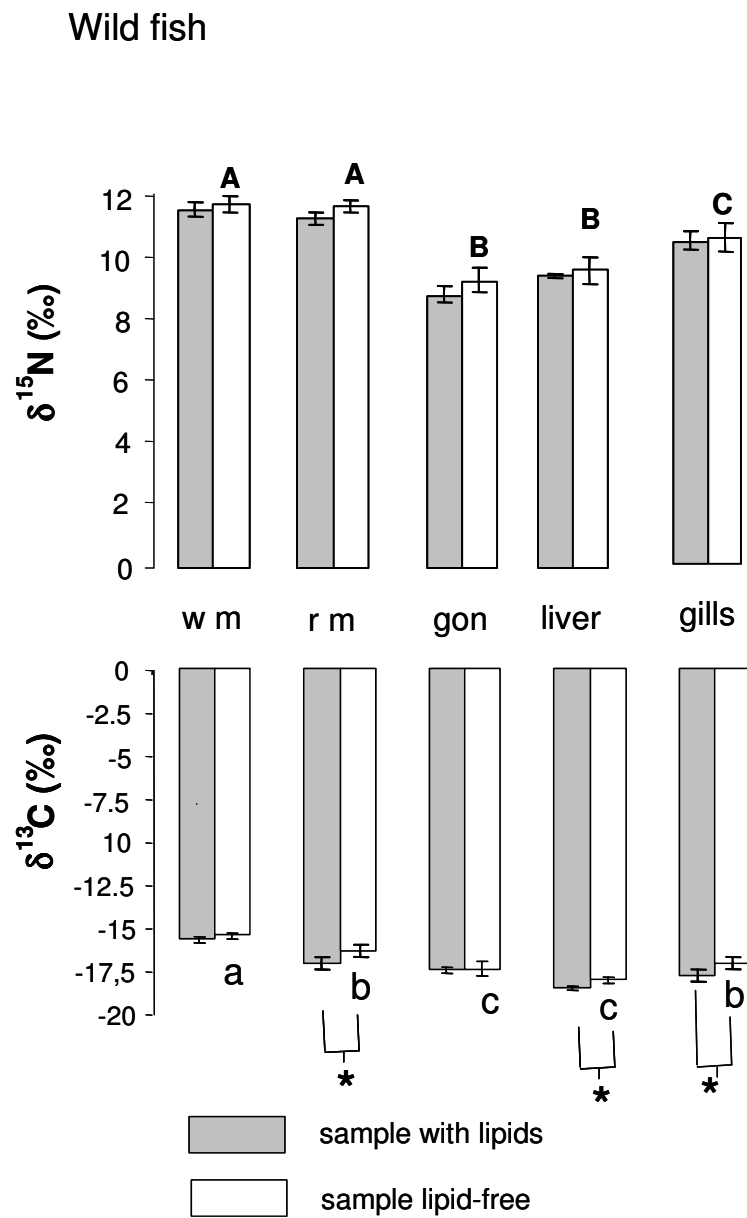 Wild fish
δ15N (‰)
12
10
8
6
4
2
0
A
A
B
B
C
w m
r m
gon
liver
gills
δ13C (‰)
0
-2.5
-5
-7.5
10
-12.5
-15
-17,5
-20
a
b
c
c
b
*
*
*
sample with lipids
sample lipid-free